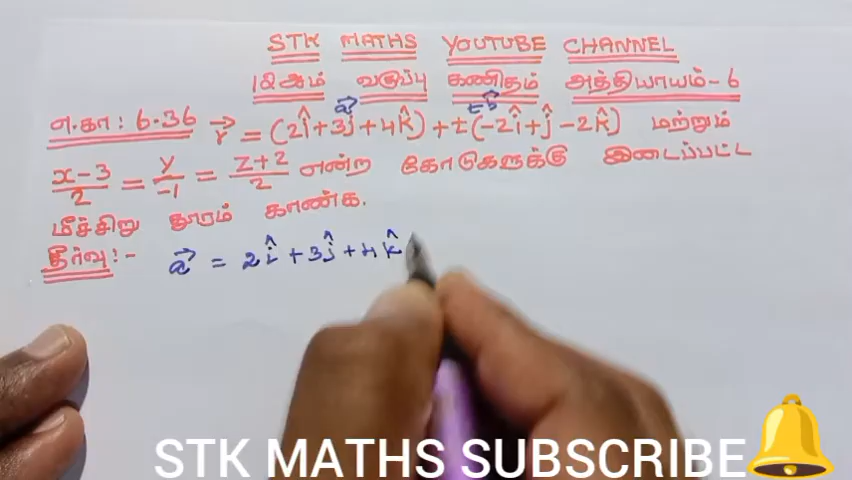 STK MATHS YOUTUBE CHANNEL
12ஆம் வகுப்பு கணிதம் அத்தியாயம்-6
எ.கா : 6.36 r⃗ = (2î+3ĵ+4k̂) + t(-2î+ĵ-2k̂) மற்றும்
a⃗ t b⃗
x-3/2 = y/-1 = z+2/2 என்ற கோடுகளுக்கு இடைப்பட்ட
மீச்சிறு தூரம் காண்க.
தீர்வு:- a⃗ = 2î+3ĵ+4k̂
STK MATHS SUBSCRIBE